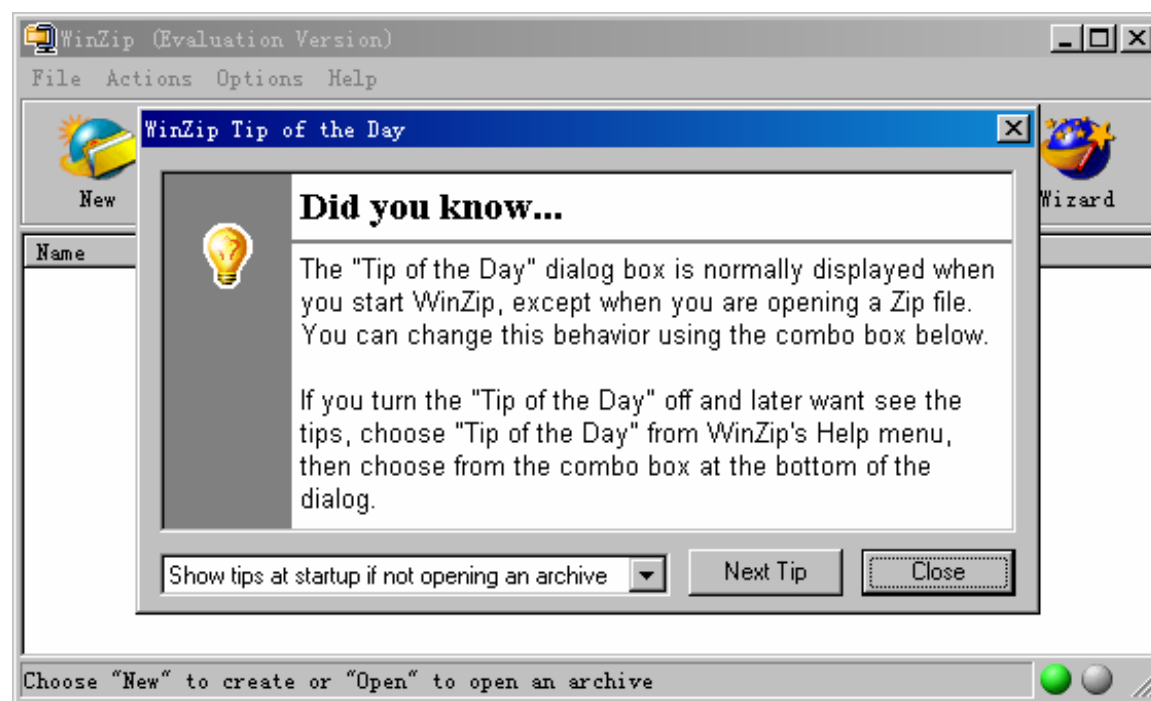 WinZip (Evaluation Version)
File Actions Options Help
WinZip Tip of the Day
New
Wizard
Name
Did you know...
The "Tip of the Day" dialog box is normally displayed when
you start WinZip, except when you are opening a Zip file.
You can change this behavior using the combo box below.
If you turn the "Tip of the Day" off and later want see the
tips, choose "Tip of the Day" from WinZip's Help menu,
then choose from the combo box at the bottom of the
dialog.
Show tips at startup if not opening an archive
Next Tip
Close
Choose "New" to create or "Open" to open an archive